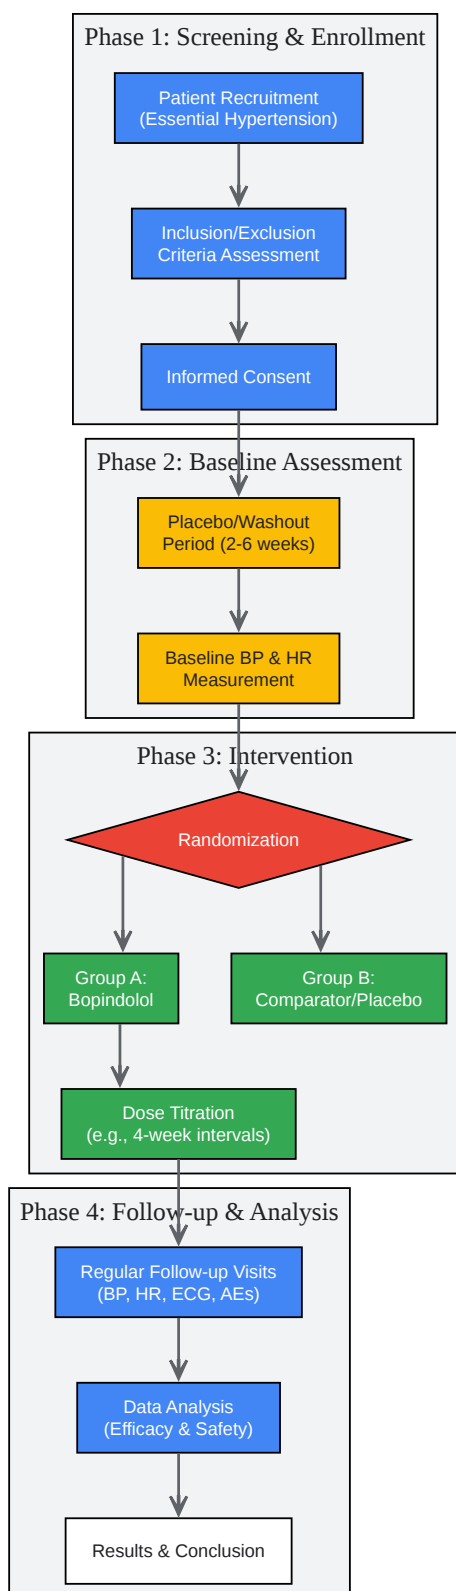 Phase 1: Screening & Enrollment
Patient Recruitment
(Essential Hypertension)
Inclusion/Exclusion
Criteria Assessment
Informed Consent
Phase 2: Baseline Assessment
Placebo/Washout
Period (2-6 weeks)
Baseline BP & HR
Measurement
Phase 3: Intervention
Randomization
Group A:
Bopindolol
Group B:
Comparator/Placebo
Dose Titration
(e.g., 4-week intervals)
Phase 4: Follow-up & Analysis
Regular Follow-up Visits
(BP, HR, ECG, AEs)
Data Analysis
(Efficacy & Safety)
Results & Conclusion